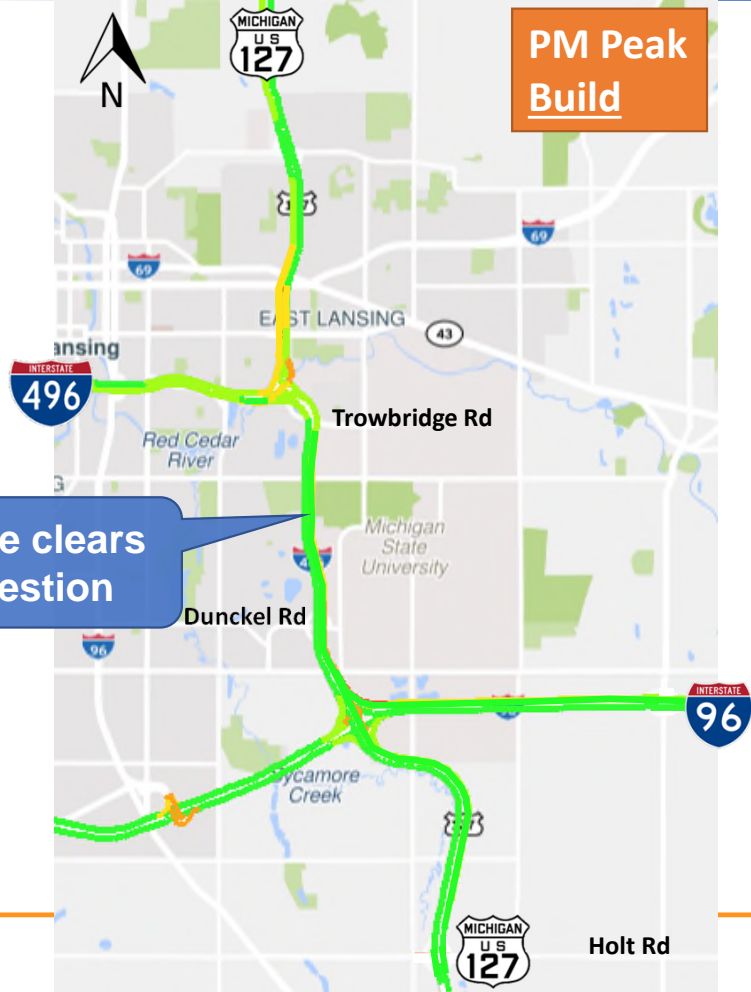 MICHIGAN
US
127
N
PM Peak
Build
69
69
EAST LANSING
43
ansing
INTERSTATE
496
Trowbridge Rd
Red Cedar
River
G
e clears
estion
Michigan
State
University
Dunckel Rd
96
INTERSTATE
96
Sycamore
Creek
MICHIGAN
US
127
Holt Rd